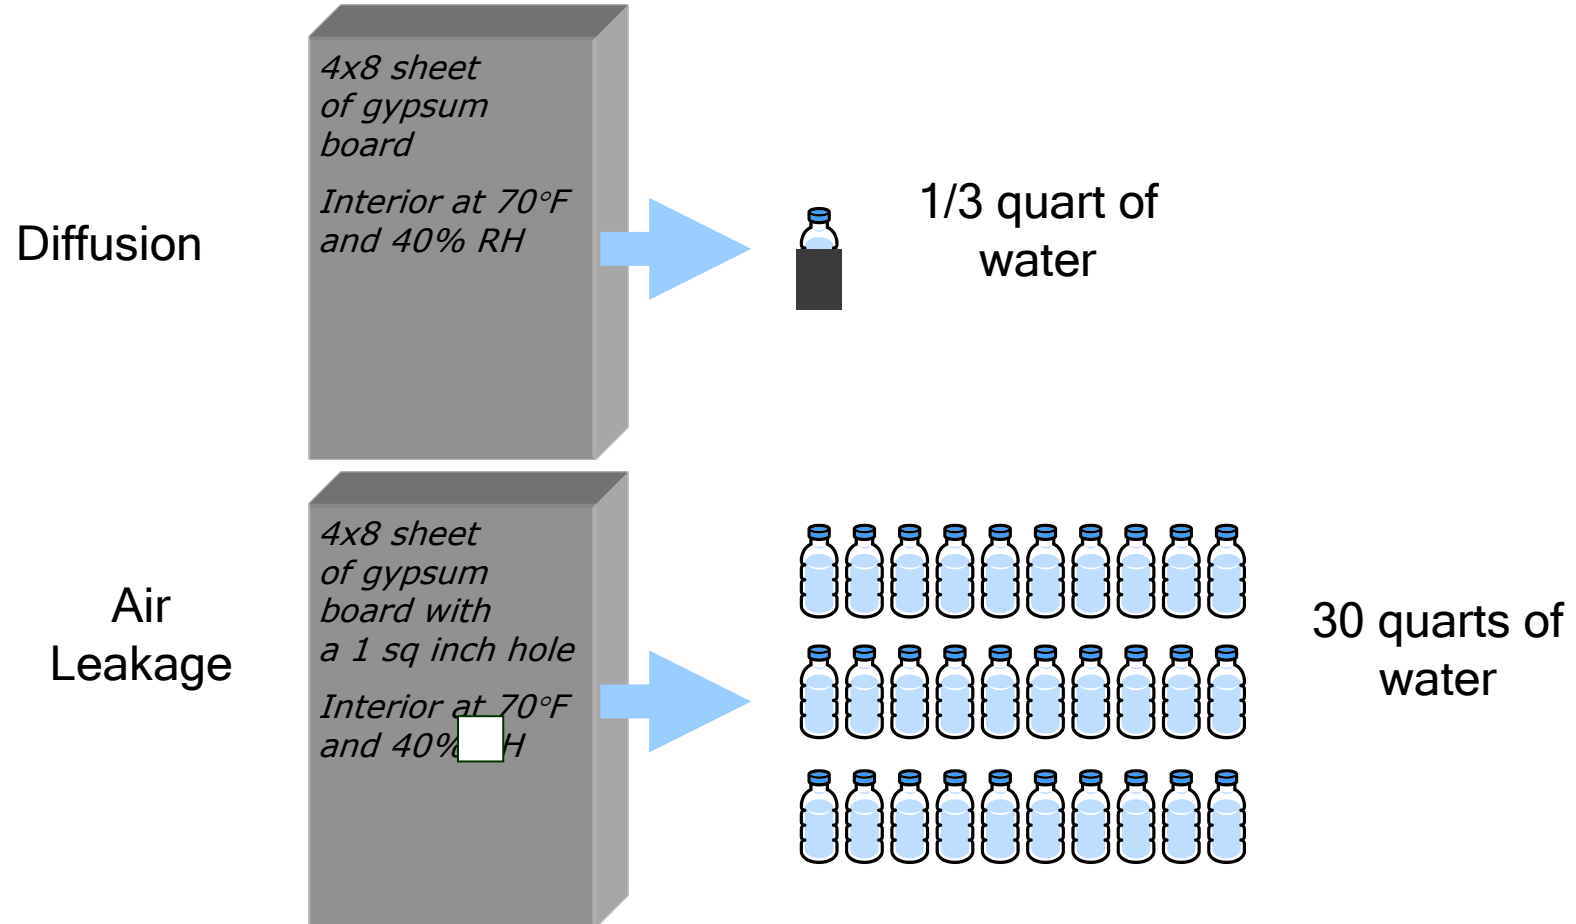 Diffusion
4x8 sheet
of gypsum
board
Interior at 70°F
and 40% RH
1/3 quart of
water
Air
Leakage
4x8 sheet
of gypsum
board with
a 1 sq inch hole
Interior at 70°F
and 40% H
30 quarts of
water